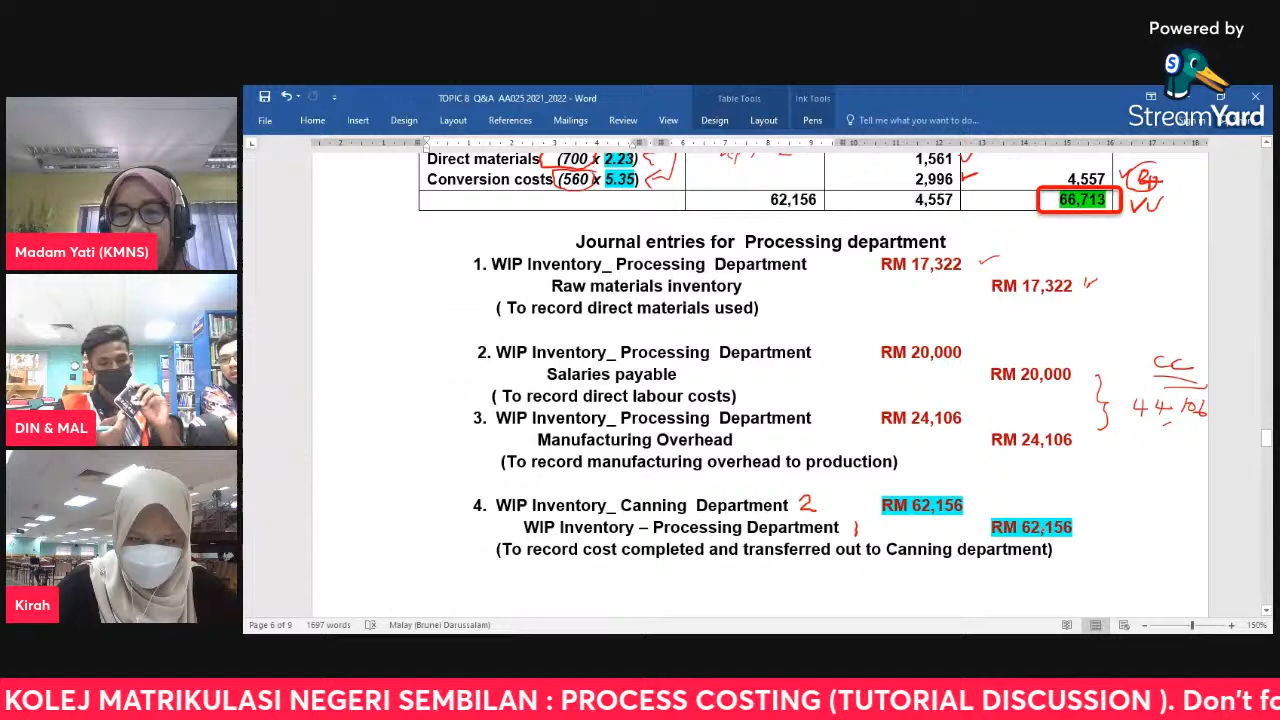 Powered by
StreamYard
TOPIC 8 Q&A AA025 2021_2022 - Word
Table Tools
Ink Tools
File Home Insert Design Layout References Mailings Review View Design Layout Pens Tell me what you want to do...
Direct materials (700 x 2.23) 1,561
Conversion costs (560 x 5.35) 2,996 4,557
62,156 4,557 66,713
Journal entries for Processing department
1. WIP Inventory_ Processing Department RM 17,322
Raw materials inventory RM 17,322
( To record direct materials used)
2. WIP Inventory_ Processing Department RM 20,000
Salaries payable RM 20,000
( To record direct labour costs)
3. WIP Inventory_ Processing Department RM 24,106
Manufacturing Overhead RM 24,106
(To record manufacturing overhead to production)
CC
44,106
4. WIP Inventory_ Canning Department 2 RM 62,156
WIP Inventory – Processing Department 1 RM 62,156
(To record cost completed and transferred out to Canning department)
Page 6 of 9 1697 words Malay (Brunei Darussalam) 150%
Madam Yati (KMNS)
DIN & MAL
Kirah
KOLEJ MATRIKULASI NEGERI SEMBILAN : PROCESS COSTING (TUTORIAL DISCUSSION ). Don't fo